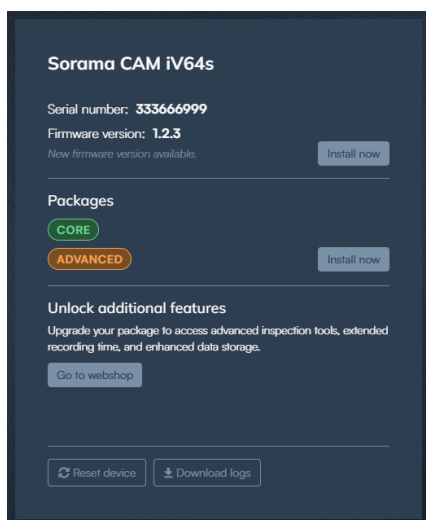 Sorama CAM iV64s
Serial number: 333666999
Firmware version: 1.2.3
New firmware version available.
Install now
Packages
CORE
ADVANCED
Install now
Unlock additional features
Upgrade your package to access advanced inspection tools, extended
recording time, and enhanced data storage.
Go to webshop
Reset device
Download logs